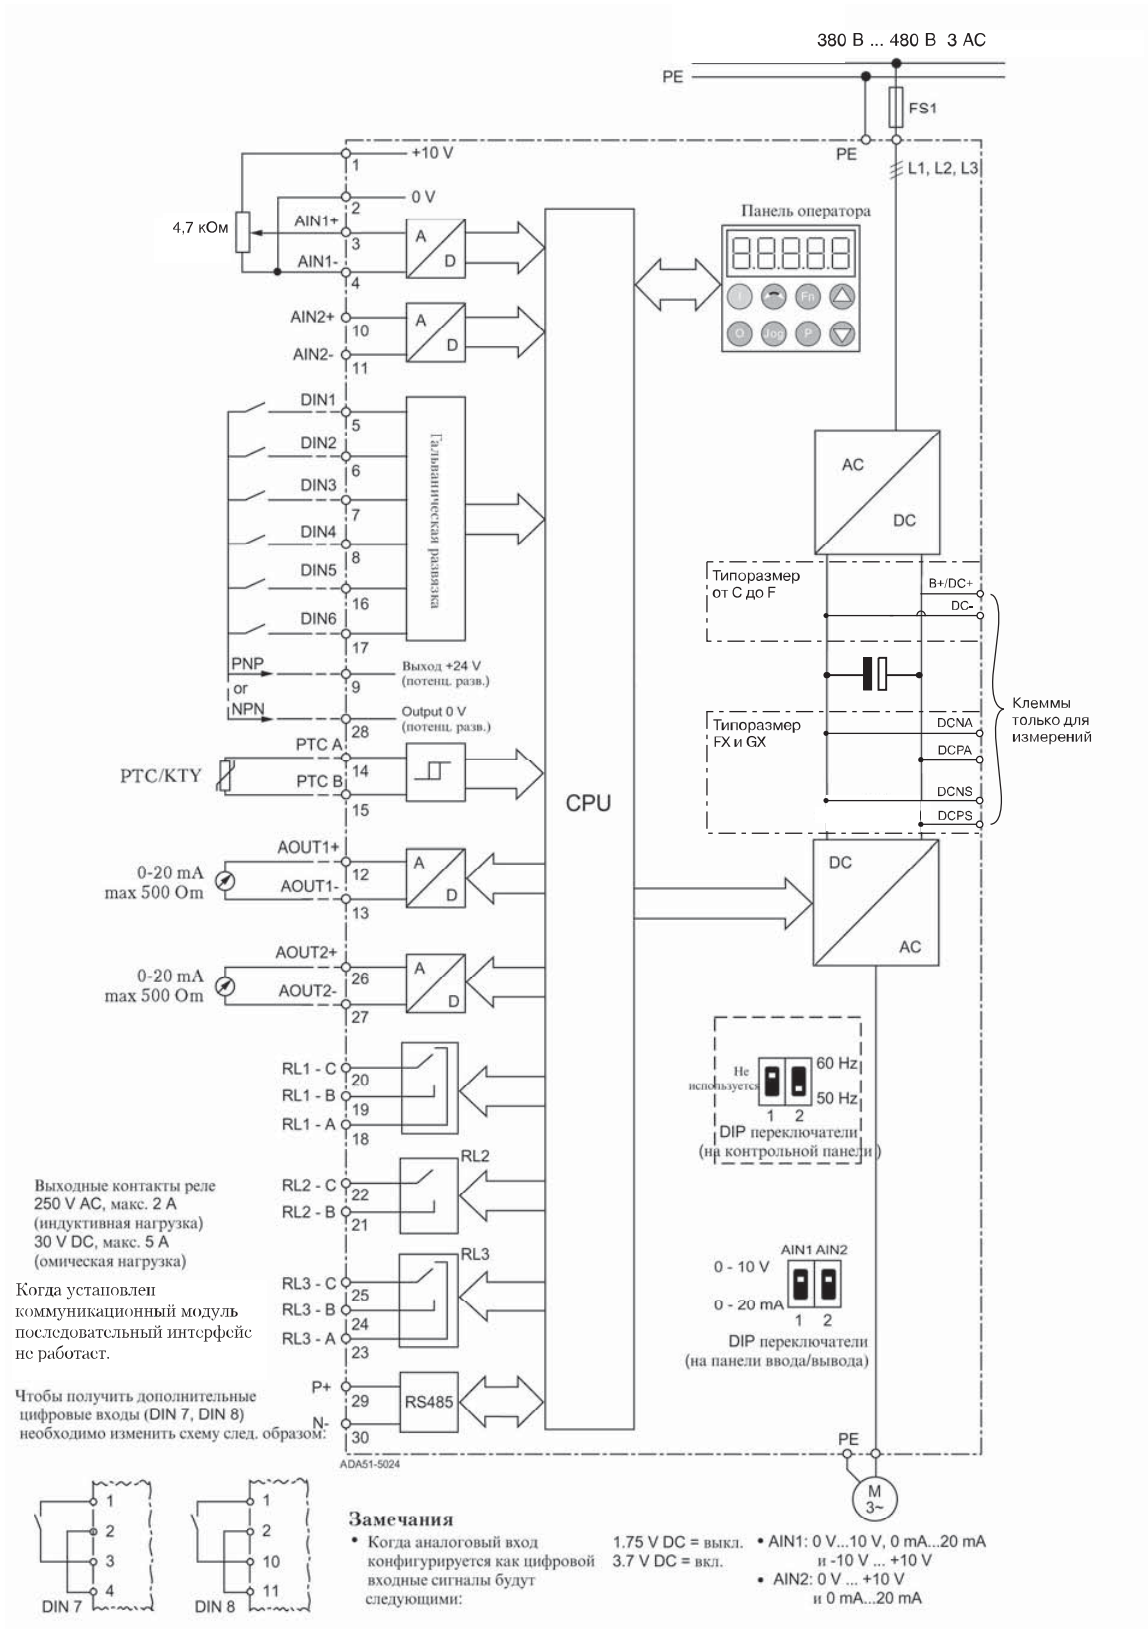 380 В ... 480 В 3 AC
PE
FS1
PE
L1, L2, L3
1
+10 V
2
0 V
4,7 кОм
AIN1+
3
AIN1-
4
A
D
AIN2+
10
AIN2-
11
A
D
Панель оператора
I
Fn
O
Jog
P
DIN1
5
DIN2
6
DIN3
7
DIN4
8
DIN5
16
DIN6
17
Гальваническая развязка
PNP
or
NPN
9
Выход +24 V
(потенц. разв.)
28
Output 0 V
(потенц. разв.)
PTC/KTY
PTC A
14
PTC B
15
CPU
AC
DC
Типоразмер
от C до F
B+/DC+
DC-
Типоразмер
FX и GX
DCNA
DCPA
DCNS
DCPS
Клеммы
только для
измерений
DC
AC
0-20 mA
max 500 Om
AOUT1+
12
AOUT1-
13
A
D
0-20 mA
max 500 Om
AOUT2+
26
AOUT2-
27
A
D
RL1 - C
20
RL1 - B
19
RL1 - A
18
RL2
RL2 - C
22
RL2 - B
21
RL3
RL3 - C
25
RL3 - B
24
RL3 - A
23
P+
29
N-
30
RS485
Не
используется
60 Hz
50 Hz
1 2
DIP переключатели
(на контрольной панели)
AIN1 AIN2
0 - 10 V
0 - 20 mA
1 2
DIP переключатели
(на панели ввода/вывода)
Выходные контакты реле
250 V AC, макс. 2 A
(индуктивная нагрузка)
30 V DC, макс. 5 A
(омическая нагрузка)
Когда установлен
коммуникационный модуль
последовательный интерфейс
не работает.
Чтобы получить дополнительные
цифровые входы (DIN 7, DIN 8)
необходимо изменить схему след. образом:
ADA51-5024
PE
M
3~
1
2
3
4
DIN 7
1
2
10
11
DIN 8
Замечания
• Когда аналоговый вход
конфигурируется как цифровой
входные сигналы будут
следующими:
1.75 V DC = выкл.
3.7 V DC = вкл.
• AIN1: 0 V...10 V, 0 mA...20 mA
и -10 V ... +10 V
• AIN2: 0 V ... +10 V
и 0 mA...20 mA